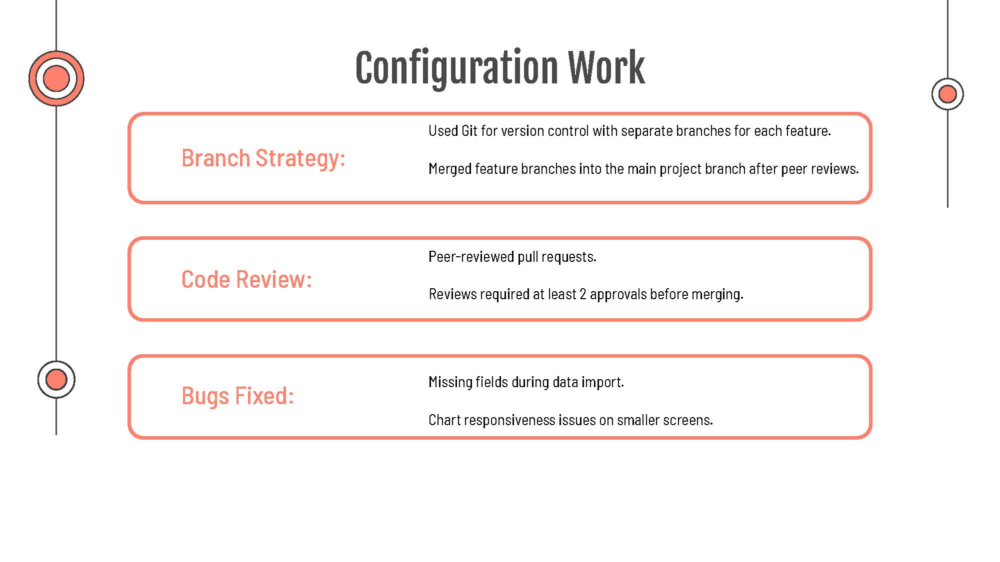 Configuration Work
Branch Strategy:
Used Git for version control with separate branches for each feature.
Merged feature branches into the main project branch after peer reviews.
Code Review:
Peer-reviewed pull requests.
Reviews required at least 2 approvals before merging.
Bugs Fixed:
Missing fields during data import.
Chart responsiveness issues on smaller screens.